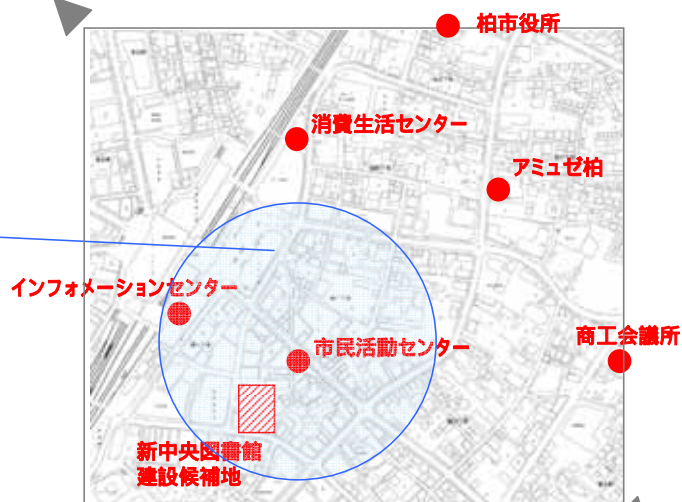 柏市役所
消費生活センター
アミュゼ柏
インフォメーションセンター
商工会議所
市民活動センター
新中央図書館
建設候補地